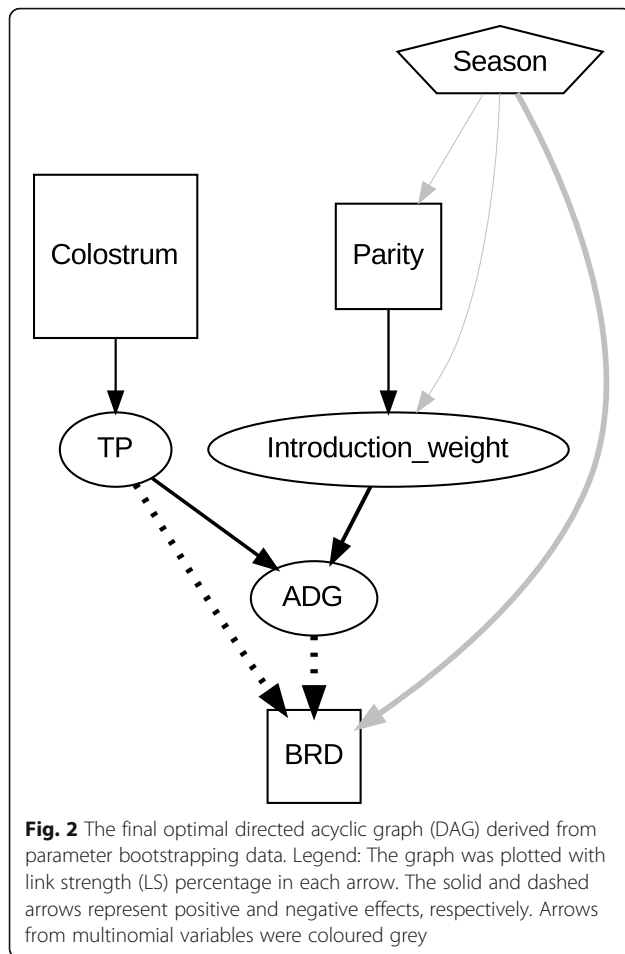 Season
Colostrum
Parity
TP
Introduction_weight
ADG
BRD
Fig. 2 The final optimal directed acyclic graph (DAG) derived from
parameter bootstrapping data. Legend: The graph was plotted with
link strength (LS) percentage in each arrow. The solid and dashed
arrows represent positive and negative effects, respectively. Arrows
from multinomial variables were coloured grey